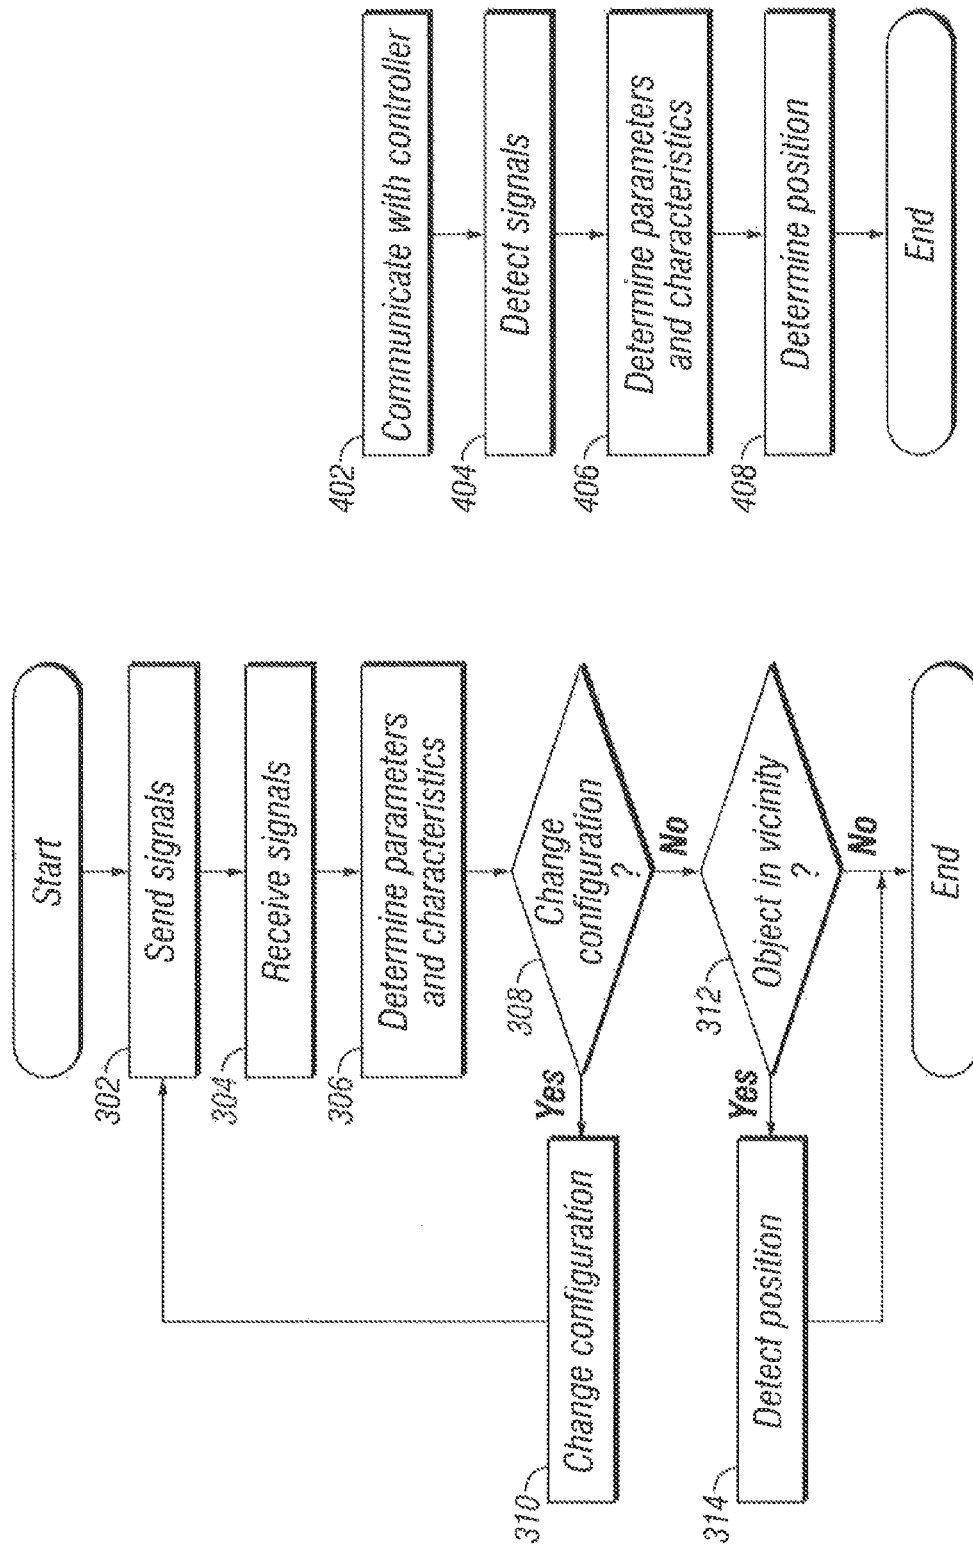 Start
302
Send signals
304
Receive signals
306
Determine parameters
and characteristics
308
Change
configuration
?
Yes
No
310
Change configuration
312
Object in vicinity
?
Yes
No
314
Detect position
End
402
Communicate with controller
404
Detect signals
406
Determine parameters
and characteristics
408
Determine position
End